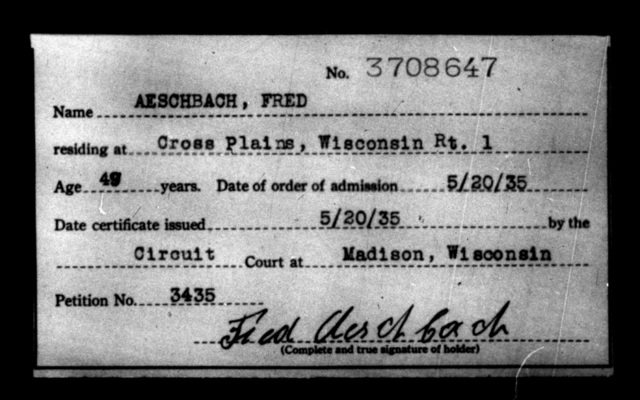 No. 3708647
Name AESCHBACH, FRED
residing at Cross Plains, Wisconsin Rt. 1
Age years. Date of order of admission 5/20/35
Date certificate issued 5/20/35 by the
Circuit Court at Madison, Wisconsin
Petition No. 3435
Fred Aeschbach
(Complete and true signature of holder)